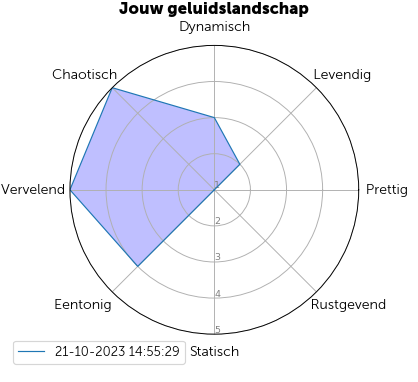 Jouw geluidslandschap
Dynamisch
Chaotisch
Levendig
Vervelend
1
Prettig
2
3
4
Eentonig
Rustgevend
5
21-10-2023 14:55:29
Statisch